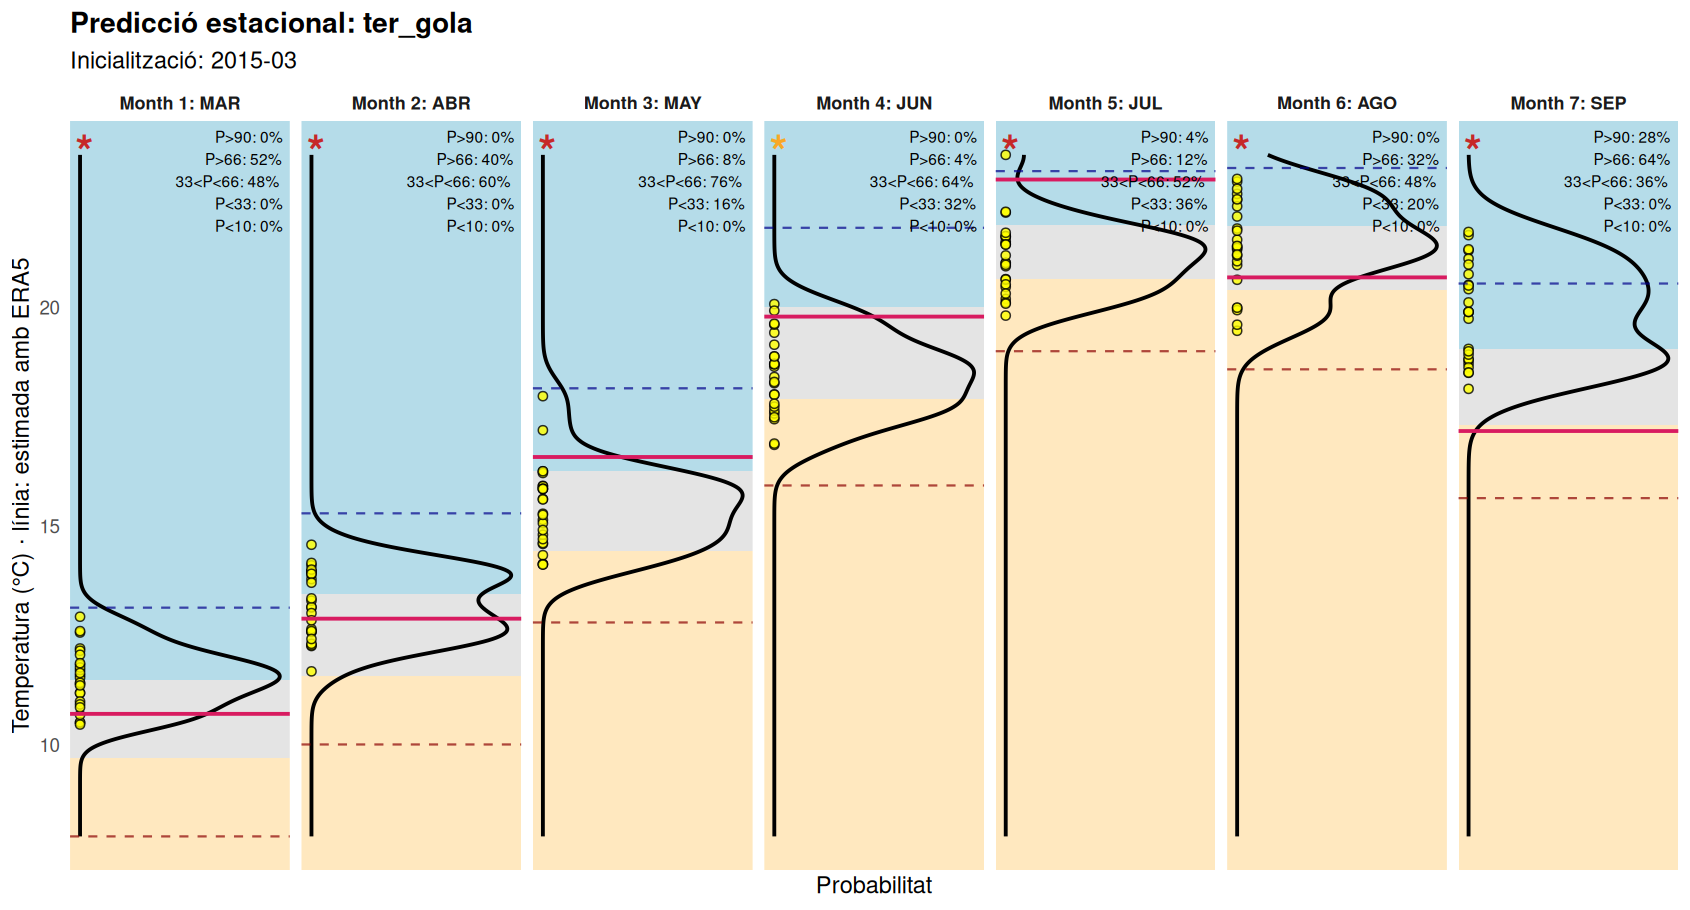 Predicció estacional: ter_gola
Inicialització: 2015-03
Month 1: MAR
Month 2: ABR
Month 3: MAY
Month 4: JUN
Month 5: JUL
Month 6: AGO
Month 7: SEP
P>90: 0%
P>66: 52%
33<P<66: 48%
P<33: 0%
P<10: 0%
P>90: 0%
P>66: 40%
33<P<66: 60%
P<33: 0%
P<10: 0%
P>90: 0%
P>66: 8%
33<P<66: 76%
P<33: 16%
P<10: 0%
P>90: 0%
P>66: 4%
33<P<66: 64%
P<33: 32%
P<10: 0%
P>90: 4%
P>66: 12%
33<P<66: 52%
P<33: 36%
P<10: 0%
P>90: 0%
P>66: 32%
33<P<66: 48%
P<33: 20%
P<10: 0%
P>90: 28%
P>66: 64%
33<P<66: 36%
P<33: 0%
P<10: 0%
Temperatura (°C) · línia: estimada amb ERA5
20
15
10
Probabilitat